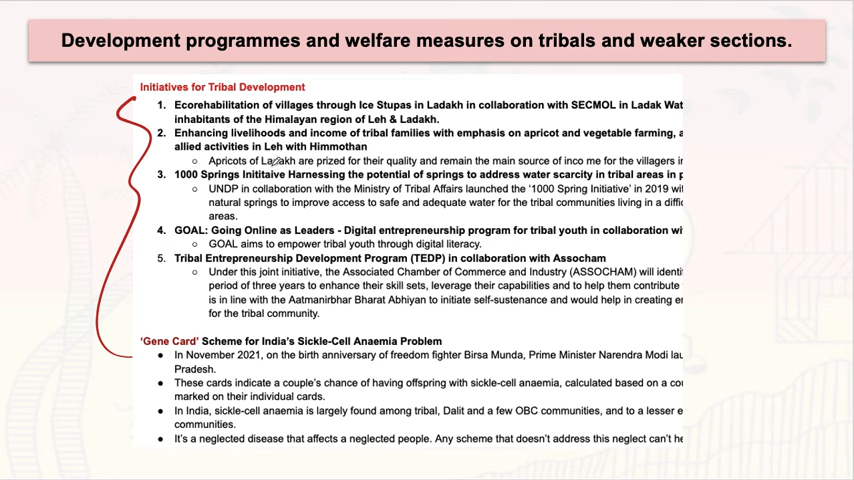 Development programmes and welfare measures on tribals and weaker sections.
Initiatives for Tribal Development
1. Ecorehabilitation of villages through Ice Stupas in Ladakh in collaboration with SECMOL in Ladak Wat
inhabitants of the Himalayan region of Leh & Ladakh.
2. Enhancing livelihoods and income of tribal families with emphasis on apricot and vegetable farming, a
allied activities in Leh with Himmothan
○ Apricots of Ladakh are prized for their quality and remain the main source of inco me for the villagers in
3. 1000 Springs Inititaive Harnessing the potential of springs to address water scarcity in tribal areas in p
○ UNDP in collaboration with the Ministry of Tribal Affairs launched the ‘1000 Spring Initiative’ in 2019 wit
natural springs to improve access to safe and adequate water for the tribal communities living in a diffic
areas.
4. GOAL: Going Online as Leaders - Digital entrepreneurship program for tribal youth in collaboration wi
○ GOAL aims to empower tribal youth through digital literacy.
5. Tribal Entrepreneurship Development Program (TEDP) in collaboration with Assocham
○ Under this joint initiative, the Associated Chamber of Commerce and Industry (ASSOCHAM) will identi
period of three years to enhance their skill sets, leverage their capabilities and to help them contribute
is in line with the Aatmanirbhar Bharat Abhiyan to initiate self-sustenance and would help in creating en
for the tribal community.
‘Gene Card’ Scheme for India’s Sickle-Cell Anaemia Problem
● In November 2021, on the birth anniversary of freedom fighter Birsa Munda, Prime Minister Narendra Modi lau
Pradesh.
● These cards indicate a couple’s chance of having offspring with sickle-cell anaemia, calculated based on a cou
marked on their individual cards.
● In India, sickle-cell anaemia is largely found among tribal, Dalit and a few OBC communities, and to a lesser e
communities.
● It’s a neglected disease that affects a neglected people. Any scheme that doesn’t address this neglect can’t he